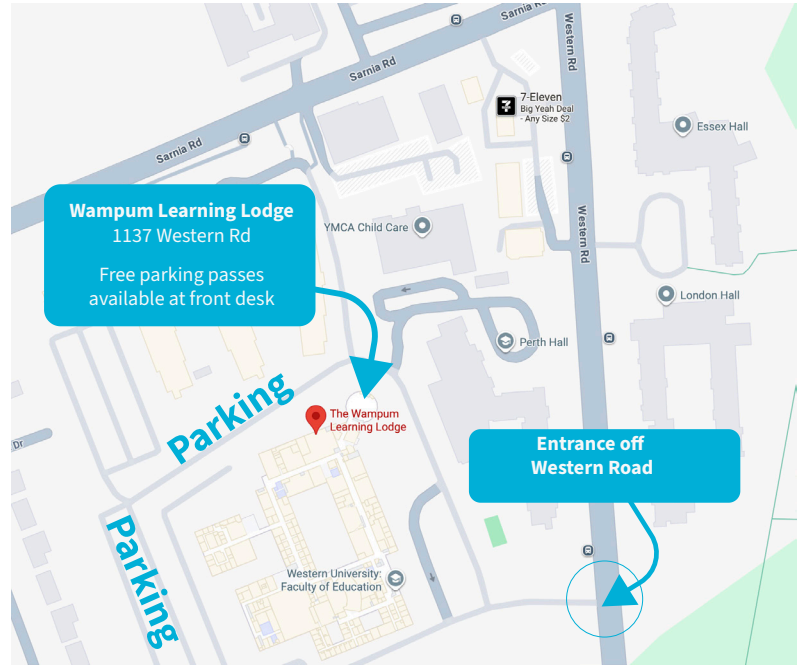 Sarnia Rd
Western Rd
Sarnia Rd
7-Eleven
Big Yeah Deal
- Any Size $2
Essex Hall
Sarnia Rd
Wampum Learning Lodge
1137 Western Rd
Free parking passes
available at front desk
YMCA Child Care
Western Rd
London Hall
Perth Hall
Parking
The Wampum
Learning Lodge
Dr
Entrance off
Western Road
Parking
Western University:
Faculty of Education